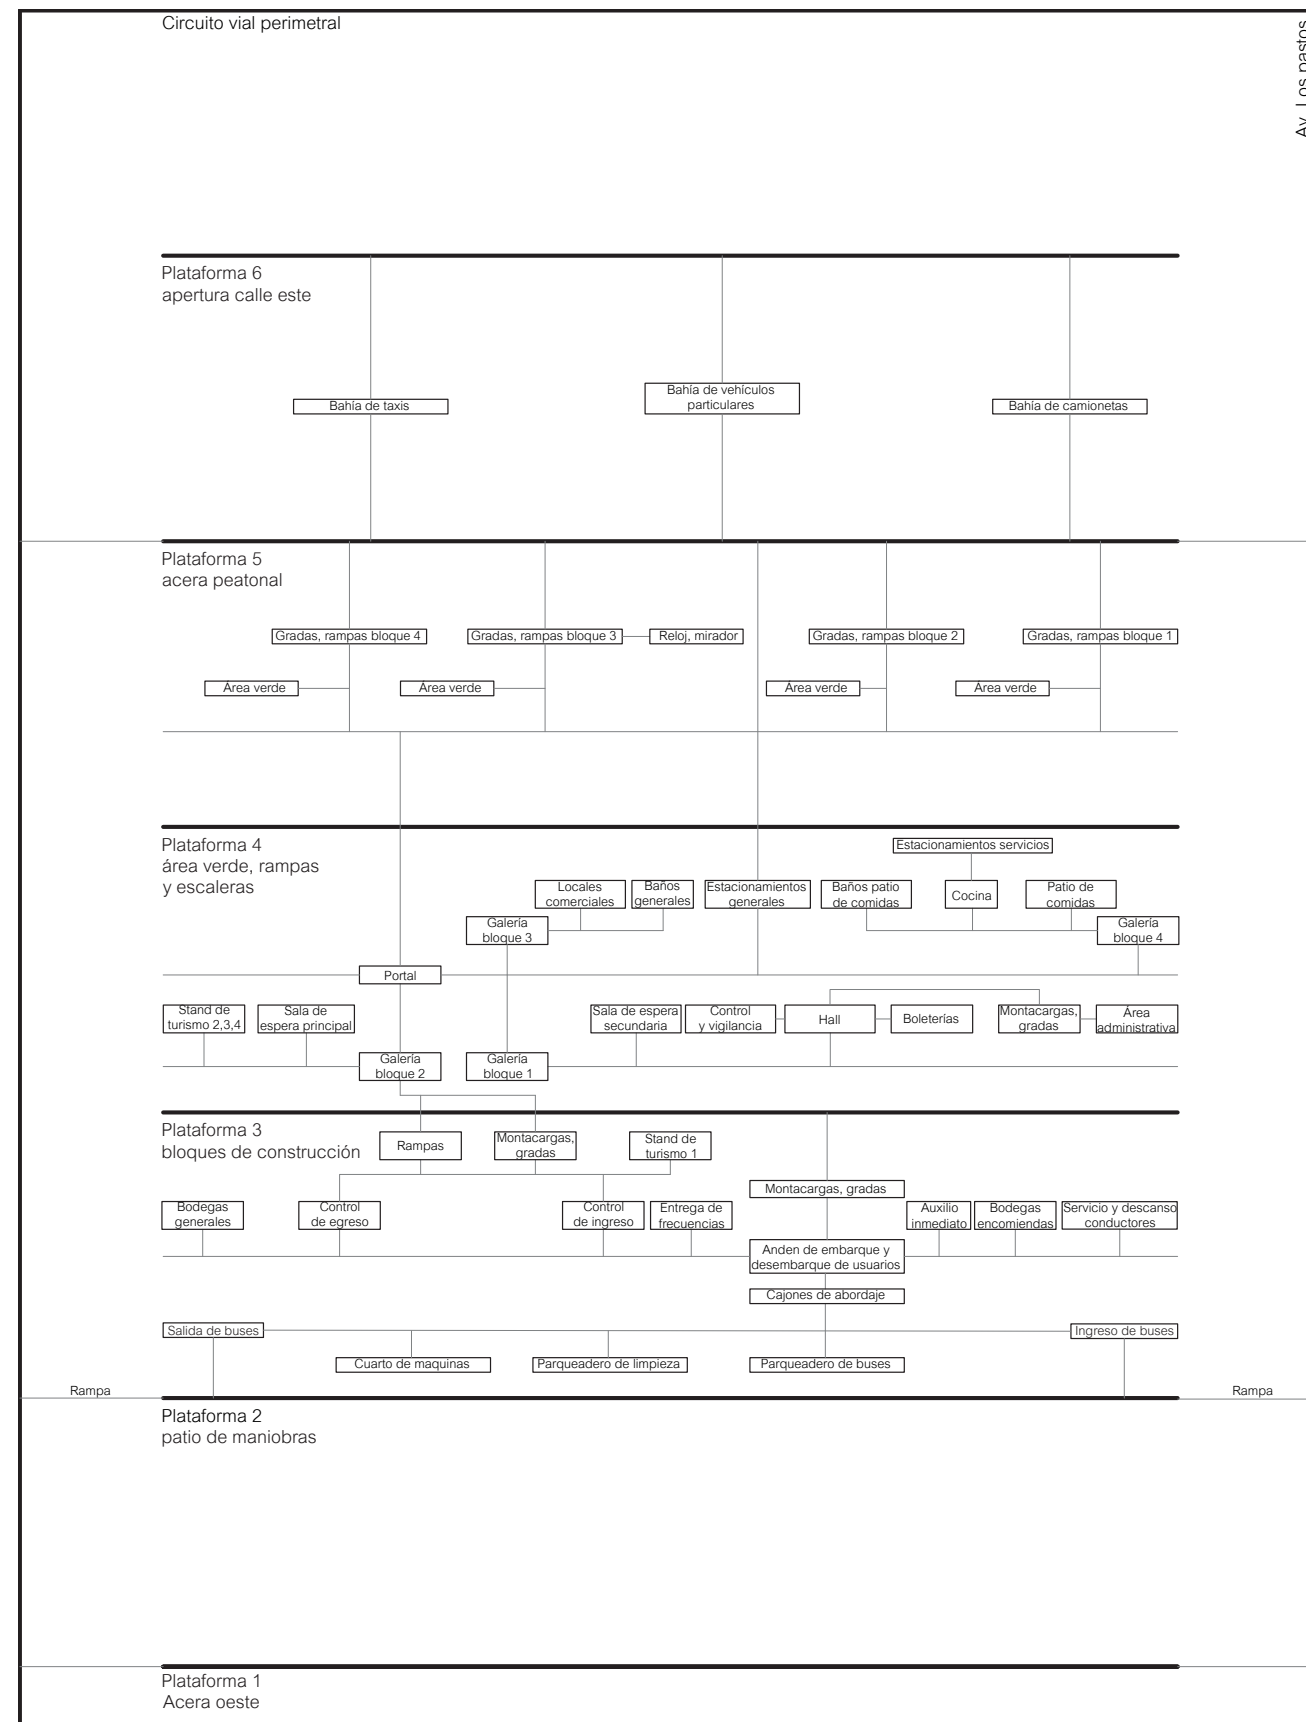 Circuito vial perimetral
Av. Los pastos
Plataforma 6
apertura calle este
Bahía de taxis
Bahía de vehículos
particulares
Bahía de camionetas
Plataforma 5
acera peatonal
Gradas, rampas bloque 4
Gradas, rampas bloque 3
Reloj, mirador
Gradas, rampas bloque 2
Gradas, rampas bloque 1
Área verde
Área verde
Área verde
Área verde
Plataforma 4
área verde, rampas
y escaleras
Estacionamientos servicios
Locales
comerciales
Baños
generales
Estacionamientos
generales
Baños patio
de comidas
Cocina
Patio de
comidas
Galería
bloque 3
Galería
bloque 4
Portal
Stand de
turismo 2,3,4
Sala de
espera principal
Sala de espera
secundaria
Control
y vigilancia
Hall
Boleterías
Montacargas,
gradas
Área
administrativa
Galería
bloque 2
Galería
bloque 1
Plataforma 3
bloques de construcción
Rampas
Montacargas,
gradas
Stand de
turismo 1
Montacargas, gradas
Bodegas
generales
Control
de egreso
Control
de ingreso
Entrega de
frecuencias
Auxilio
inmediato
Bodegas
encomiendas
Servicio y descanso
conductores
Anden de embarque y
desembarque de usuarios
Cajones de abordaje
Salida de buses
Ingreso de buses
Cuarto de maquinas
Parqueadero de limpieza
Parqueadero de buses
Rampa
Rampa
Plataforma 2
patio de maniobras
Plataforma 1
Acera oeste